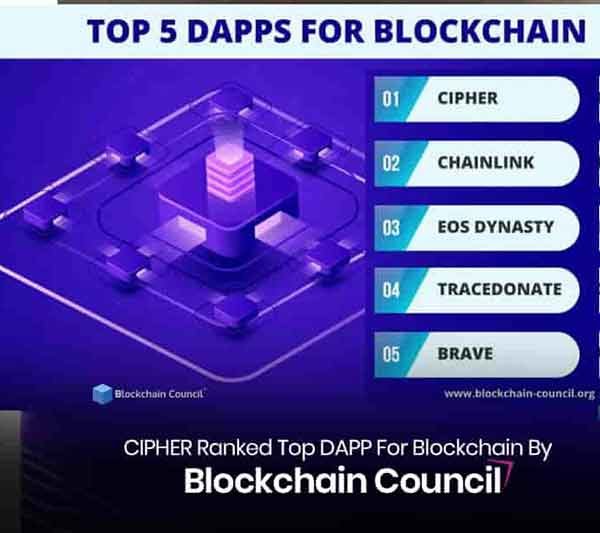 TOP 5 DAPPS FOR BLOCKCHAIN
01 CIPHER
02 CHAINLINK
03 EOS DYNASTY
04 TRACEDONATE
05 BRAVE
Blockchain Council
www.blockchain-council.org
CIPHER Ranked Top DAPP For Blockchain By
Blockchain Council